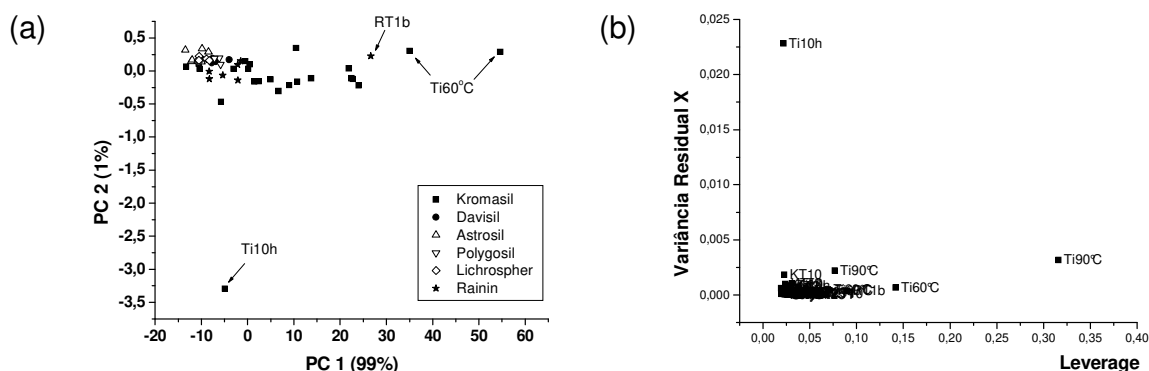 (a)
0,5
0,0
-0,5
-1,0
-1,5
-2,0
-2,5
-3,0
-3,5
PC 2 (1%)
-20 -10 0 10 20 30 40 50 60
PC 1 (99%)
RT1b
Ti60°C
Ti10h
Kromasil
Davisil
Astrosil
Polygosil
Lichrospher
Rainin
(b)
0,025
0,020
0,015
0,010
0,005
0,000
Variância Residual X
0,00 0,05 0,10 0,15 0,20 0,25 0,30 0,35 0,40
Leverage
Ti10h
KT10
Ti90°C
Ti90°C
Ti60°C